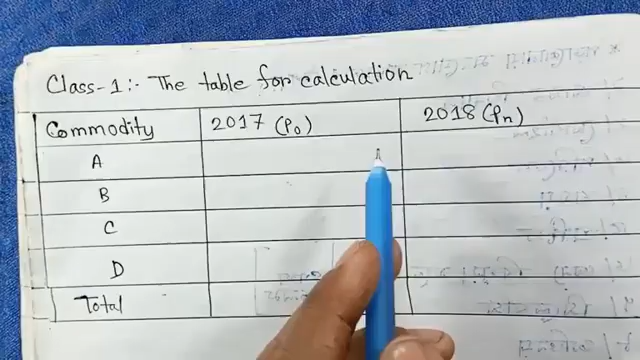 Class-1:- The table for calculation
Commodity 2017 (P0) 2018 (Pn)
A
B
C
D
Total